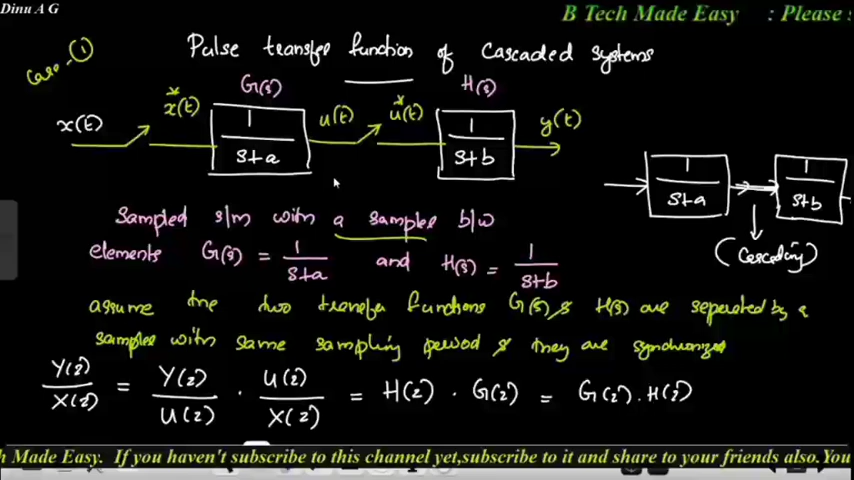 Dinu A G
B Tech Made Easy : Please :
Case - ①
Pulse transfer function of Cascaded systems
G(s) H(s)
x(t) x*(t) 1/(s+a) u(t) u*(t) 1/(s+b) y(t)
1/(s+a) 1/(s+b)
(Cascading)
Sampled s/m with a sampler b/w
elements G(s) = 1/(s+a) and H(s) = 1/(s+b)
assume the two transfer functions G(s) & H(s) are seperated by a
sampler with same sampling period & they are synchronized
Y(z)/X(z) = Y(z)/U(z) · U(z)/X(z) = H(z) · G(z) = G(z) · H(z)
h Made Easy. If you haven't subscribe to this channel yet,subscribe to it and share to your friends also.You